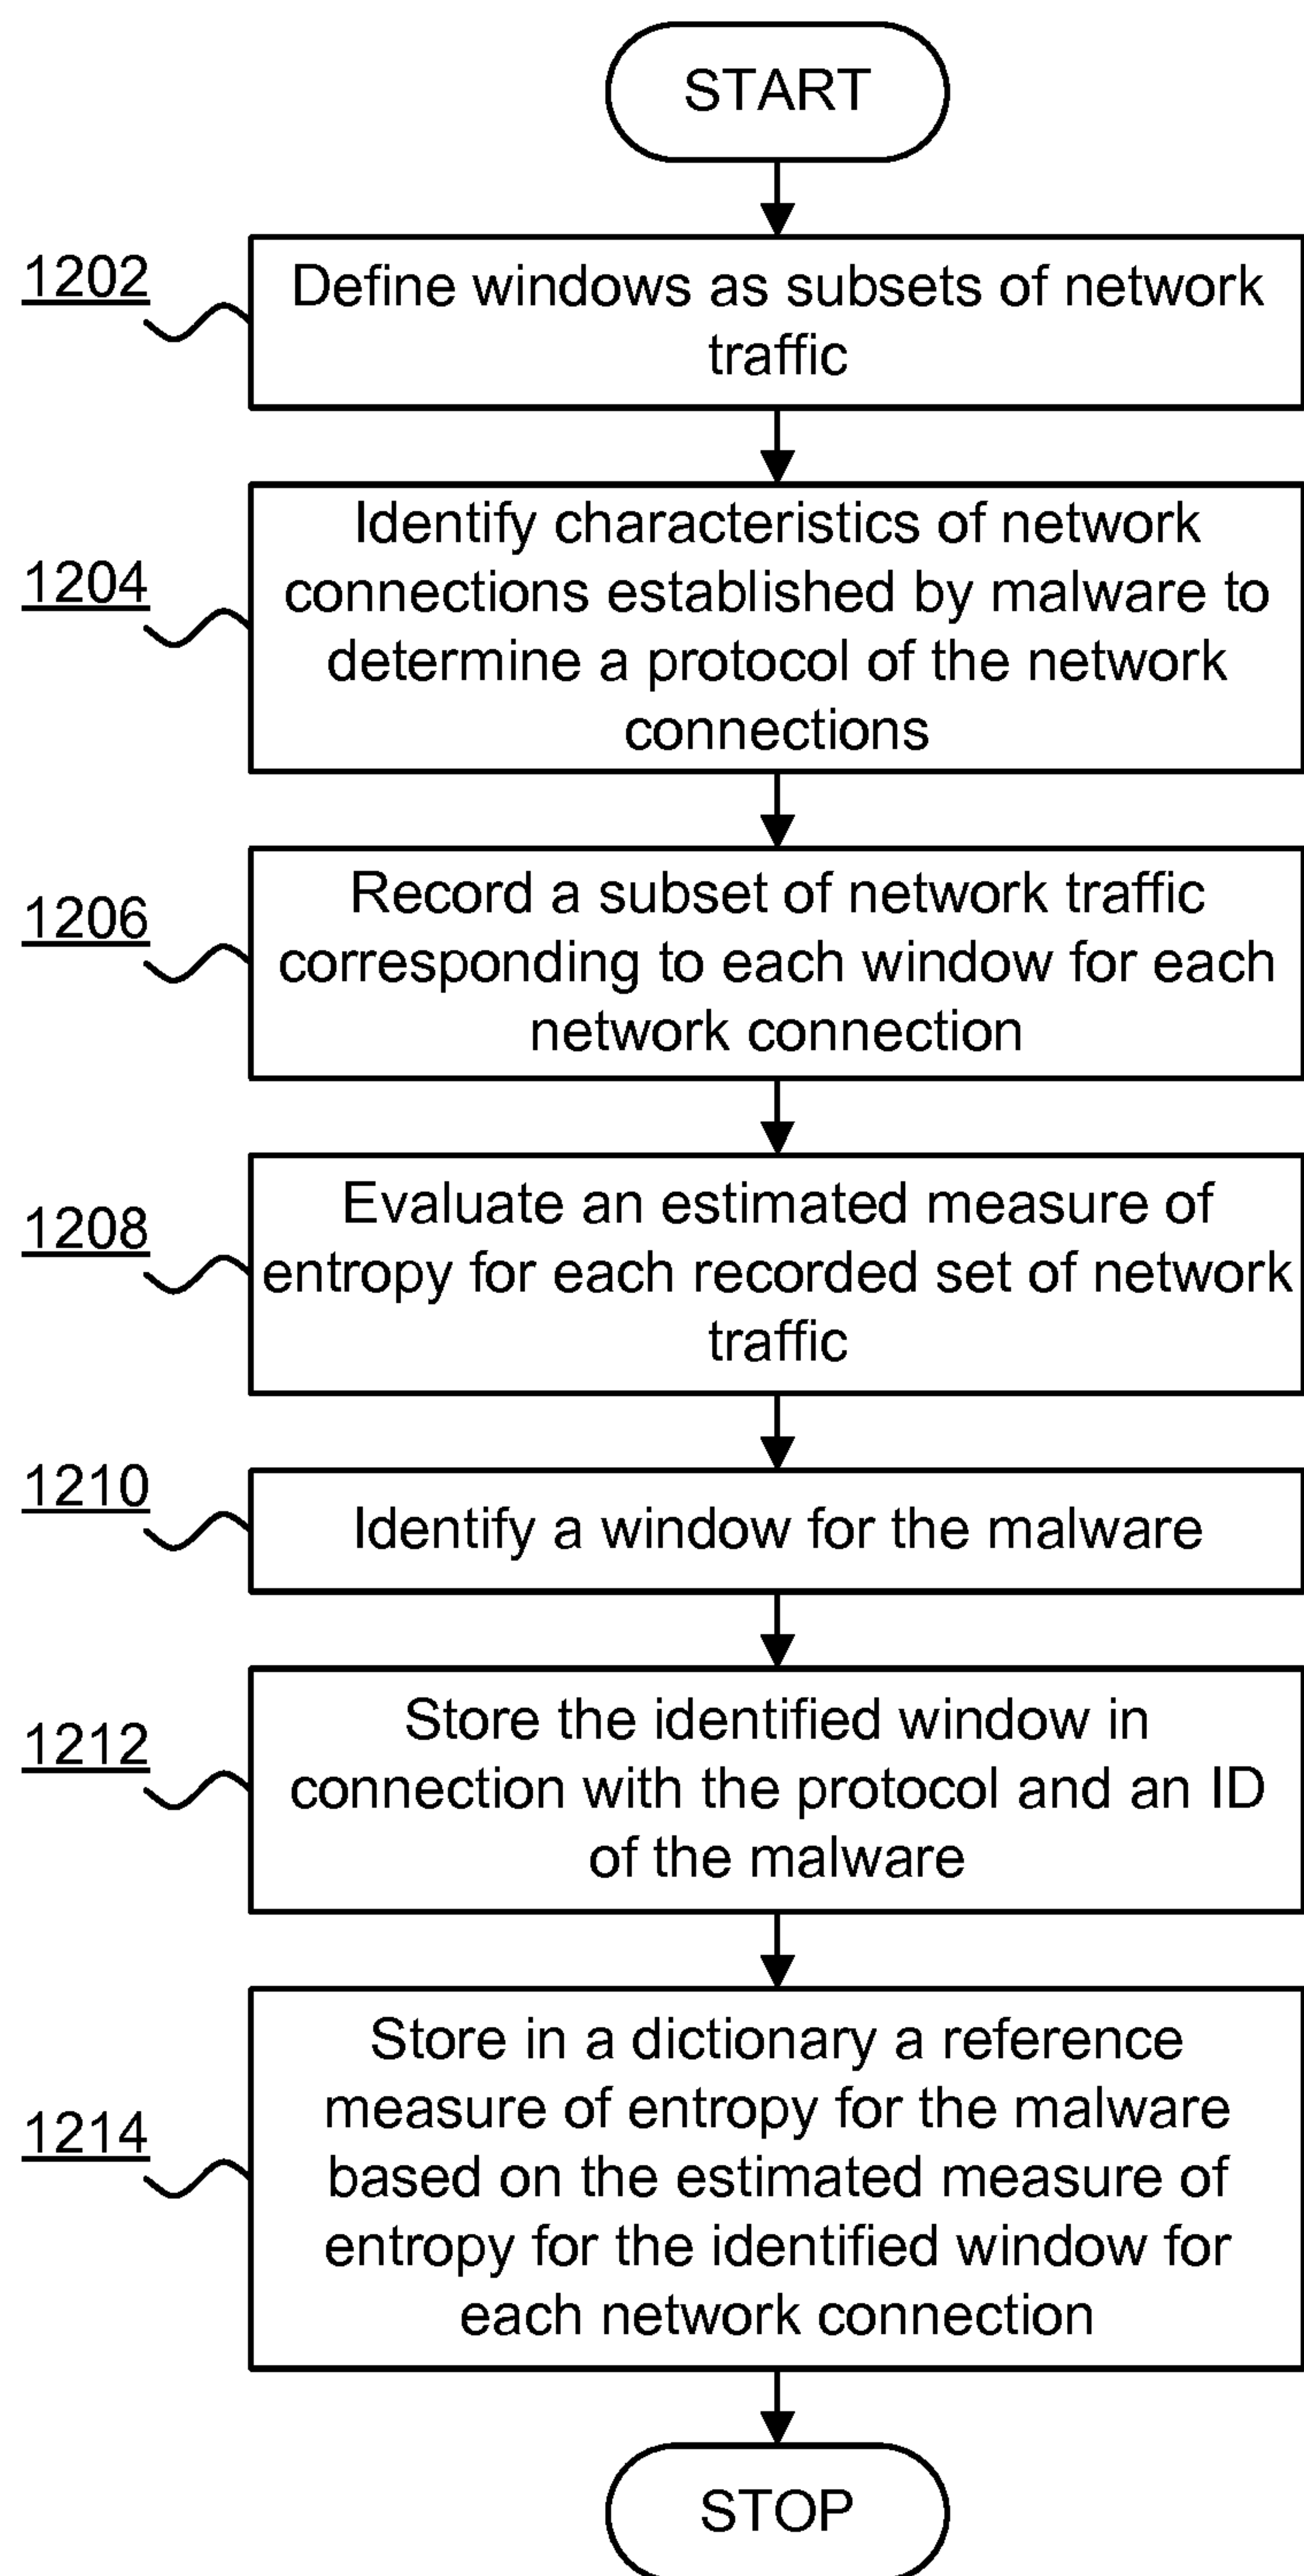 START
1202
Define windows as subsets of network
traffic
1204
Identify characteristics of network
connections established by malware to
determine a protocol of the network
connections
1206
Record a subset of network traffic
corresponding to each window for each
network connection
1208
Evaluate an estimated measure of
entropy for each recorded set of network
traffic
1210
Identify a window for the malware
1212
Store the identified window in
connection with the protocol and an ID
of the malware
1214
Store in a dictionary a reference
measure of entropy for the malware
based on the estimated measure of
entropy for the identified window for
each network connection
STOP